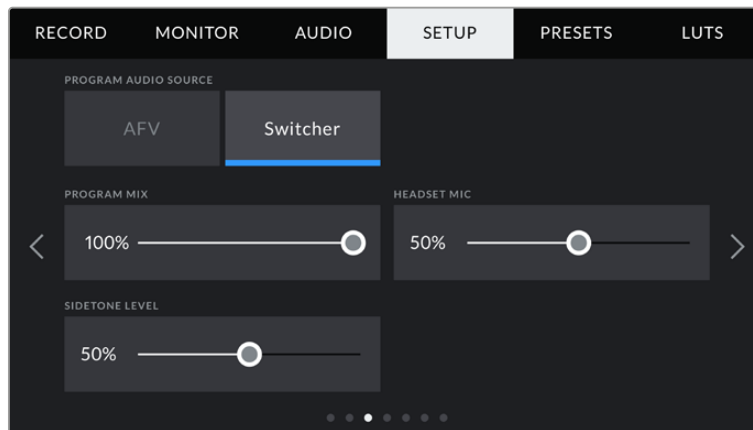 RECORD MONITOR AUDIO SETUP PRESETS LUTS
PROGRAM AUDIO SOURCE
AFV Switcher
PROGRAM MIX HEADSET MIC
100% 50%
SIDETONE LEVEL
50%